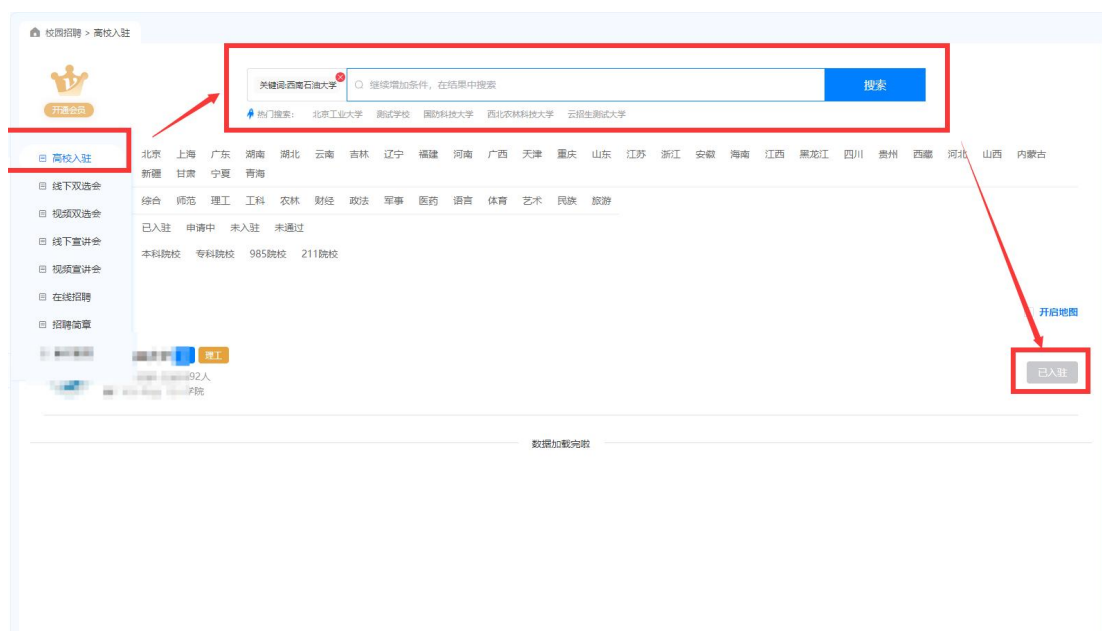 校园招聘 > 高校入驻
开通会员
关键词:西南石油大学 继续增加条件，在结果中搜索 搜索
热门搜索： 北京工业大学 测试学校 国防科技大学 西北农林科技大学 云招生测试大学
高校入驻
线下双选会
视频双选会
线下宣讲会
视频宣讲会
在线招聘
招聘简章
北京 上海 广东 湖南 湖北 云南 吉林 辽宁 福建 河南 广西 天津 重庆 山东 江苏 浙江 安徽 海南 江西 黑龙江 四川 贵州 西藏 河北 山西 内蒙古
新疆 甘肃 宁夏 青海
综合 师范 理工 工科 农林 财经 政法 军事 医药 语言 体育 艺术 民族 旅游
已入驻 申请中 未入驻 未通过
本科院校 专科院校 985院校 211院校
开启地图
理工
92人
学院
已入驻
数据加载完啦